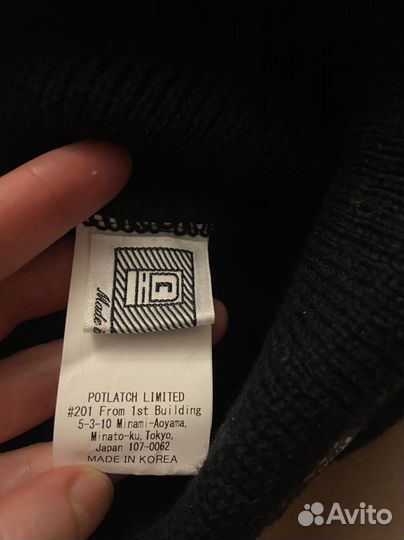 Made
POTLATCH LIMITED
#201 From 1st Building
5-3-10 Minami-Aoyama,
Minato-ku,Tokyo,
Japan 107-0062
MADE IN KOREA
Avito